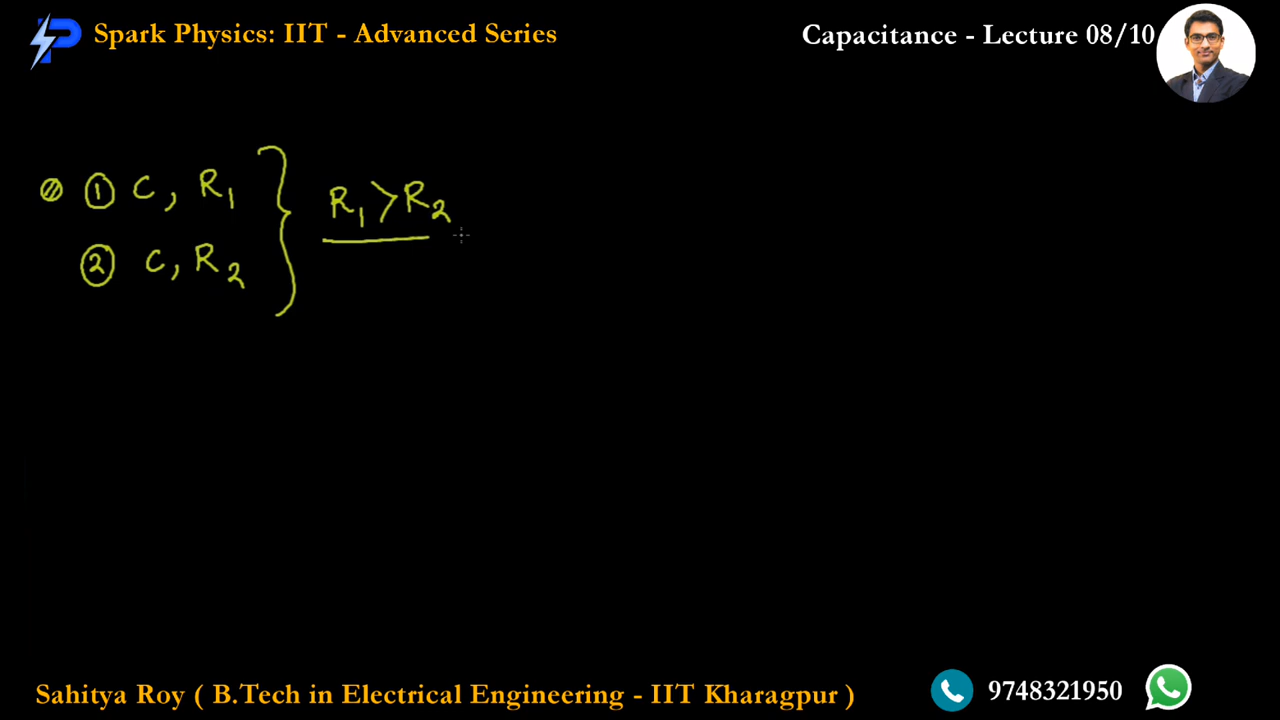 Spark Physics: IIT - Advanced Series
Capacitance - Lecture 08/10
① C, R₁
② C, R₂
R₁ > R₂
Sahitya Roy ( B.Tech in Electrical Engineering - IIT Kharagpur )
9748321950